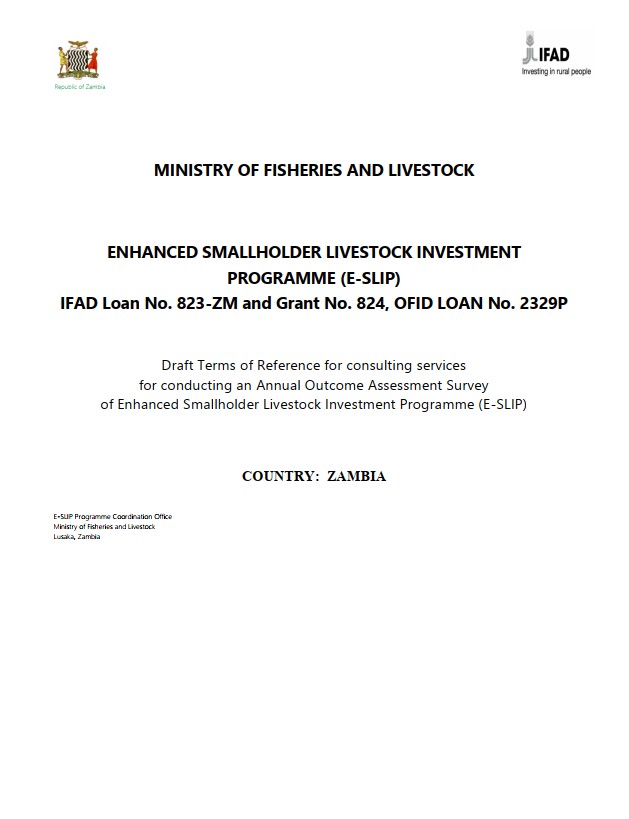 Republic of Zambia
IFAD
Investing in rural people
MINISTRY OF FISHERIES AND LIVESTOCK
ENHANCED SMALLHOLDER LIVESTOCK INVESTMENT
PROGRAMME (E-SLIP)
IFAD Loan No. 823-ZM and Grant No. 824, OFID LOAN No. 2329P
Draft Terms of Reference for consulting services
for conducting an Annual Outcome Assessment Survey
of Enhanced Smallholder Livestock Investment Programme (E-SLIP)
COUNTRY: ZAMBIA
E-SLIP Programme Coordination Office
Ministry of Fisheries and Livestock
Lusaka, Zambia